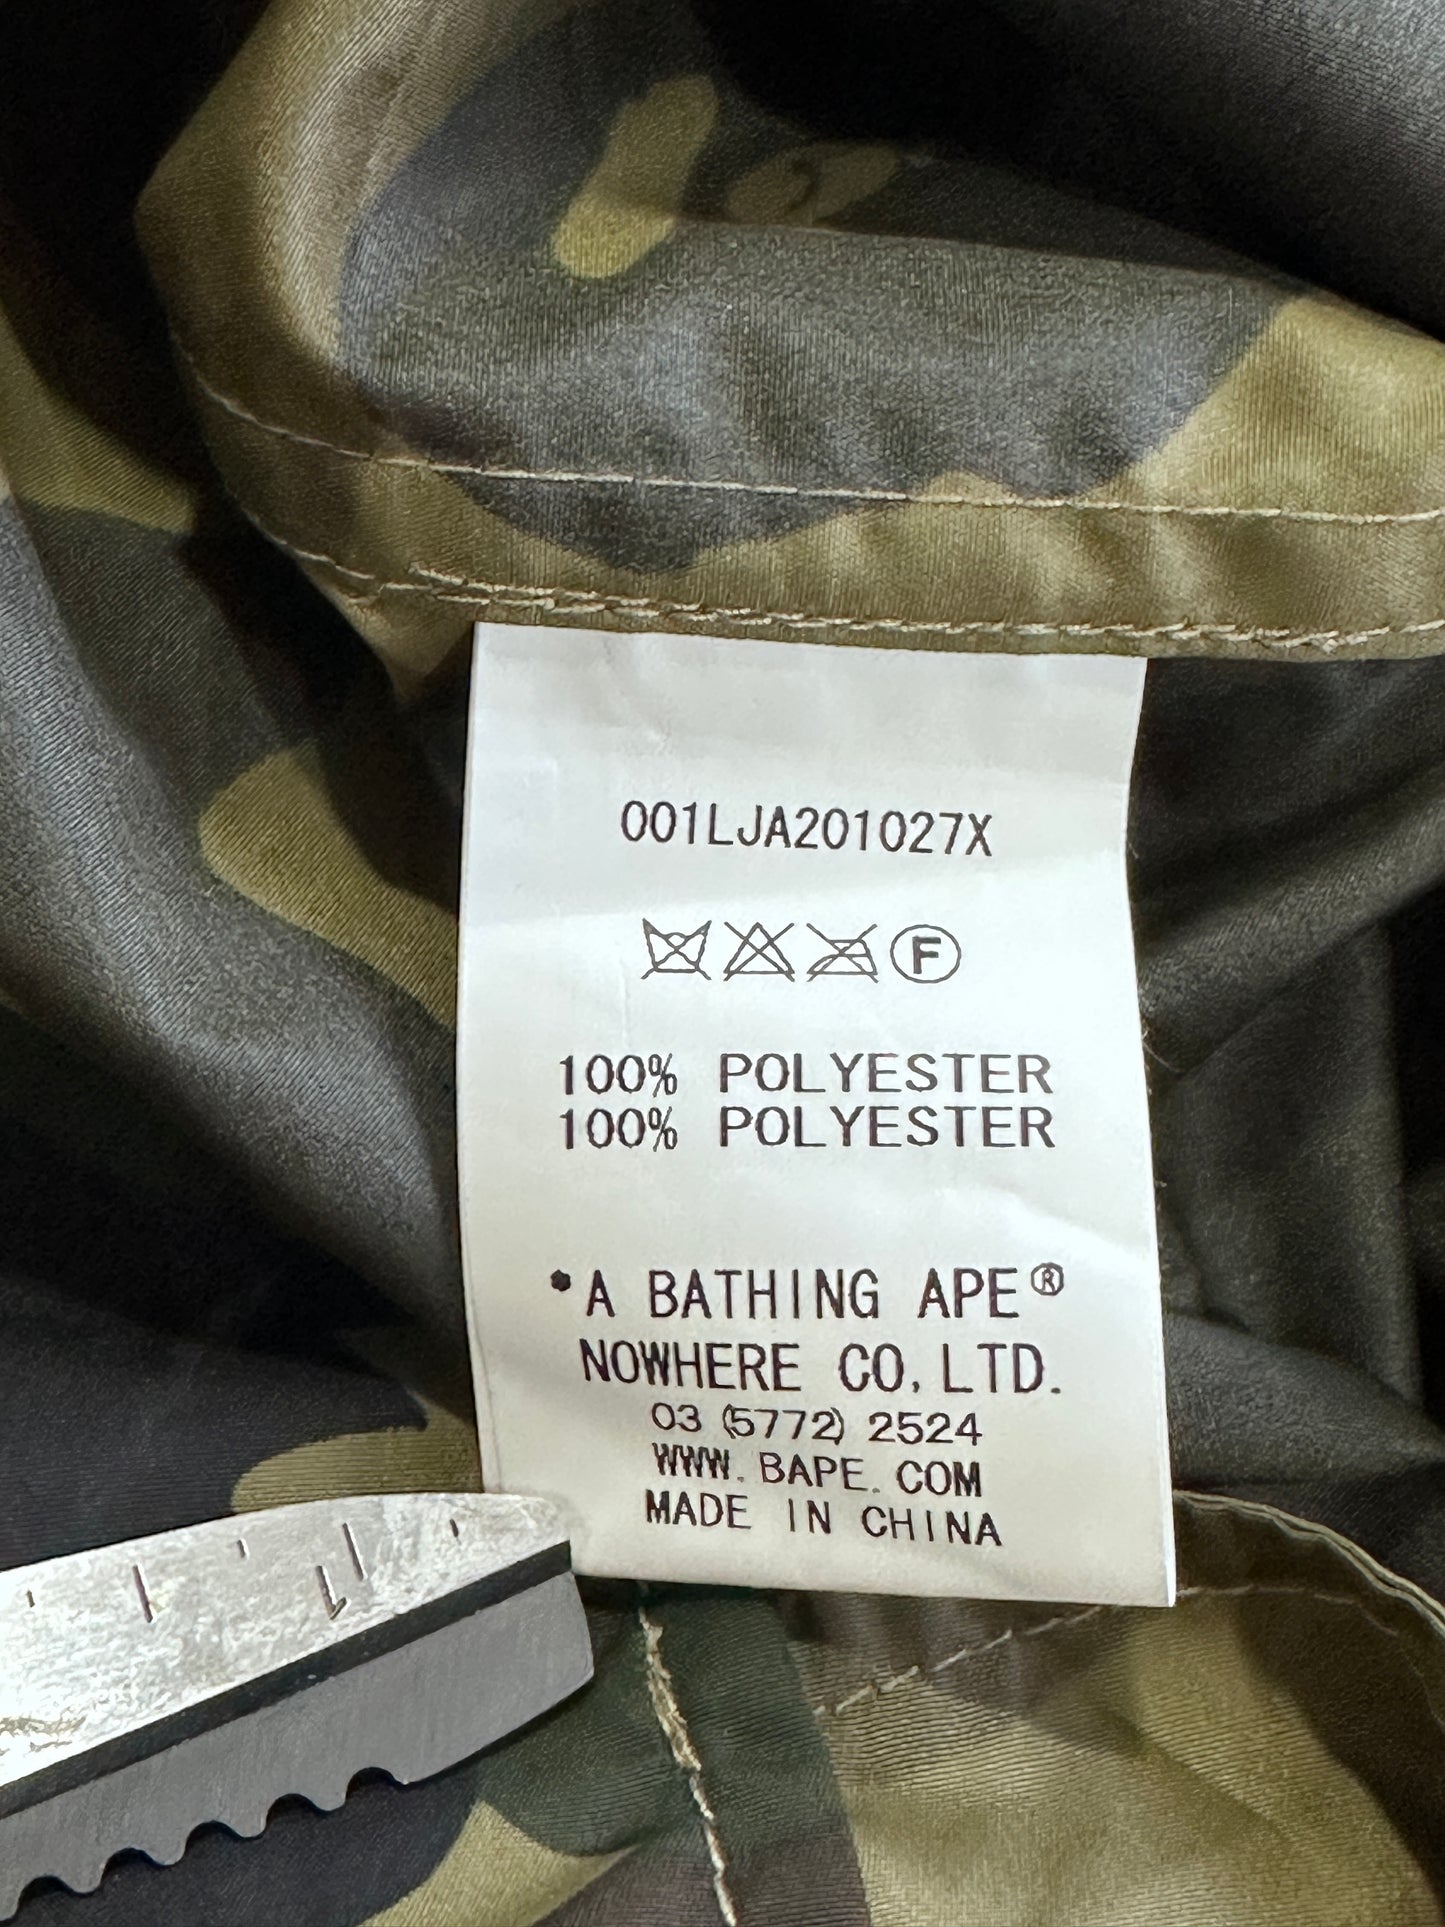 001LJA201027X
F
100% POLYESTER
100% POLYESTER
*A BATHING APE®
NOWHERE CO, LTD.
03 (5772) 2524
WWW. BAPE. COM
MADE IN CHINA